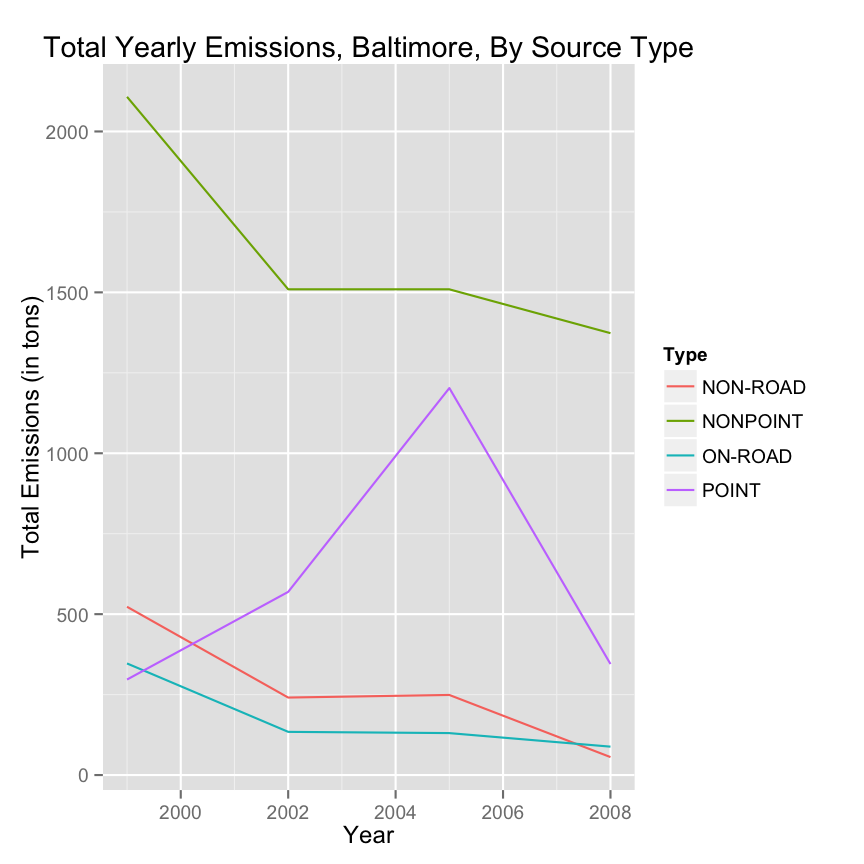 Total Yearly Emissions, Baltimore, By Source Type
Total Emissions (in tons)
2000
1500
1000
500
0
2000 2002 2004 2006 2008
Year
Type
NON-ROAD
NONPOINT
ON-ROAD
POINT